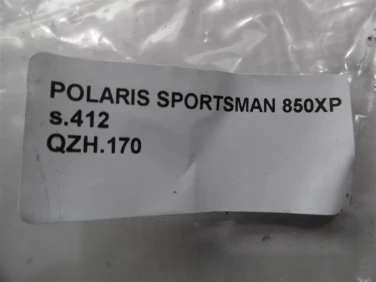 POLARIS SPORTSMAN 850XP
s.412
QZH.170